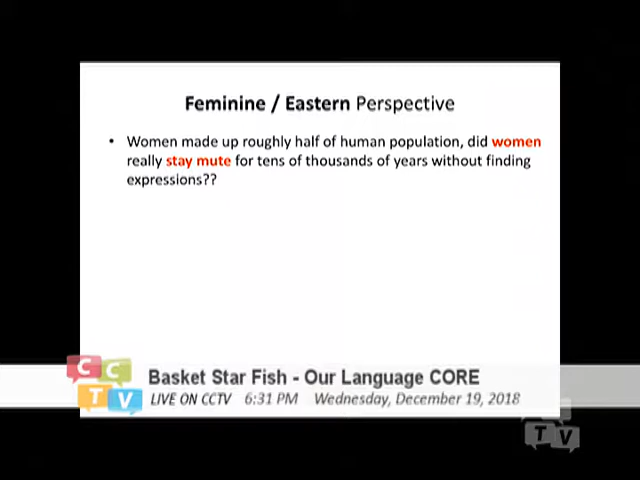 Feminine / Eastern Perspective
• Women made up roughly half of human population, did women
really stay mute for tens of thousands of years without finding
expressions??
CC
TV
Basket Star Fish - Our Language CORE
LIVE ON CCTV 6:31 PM Wednesday, December 19, 2018
TV